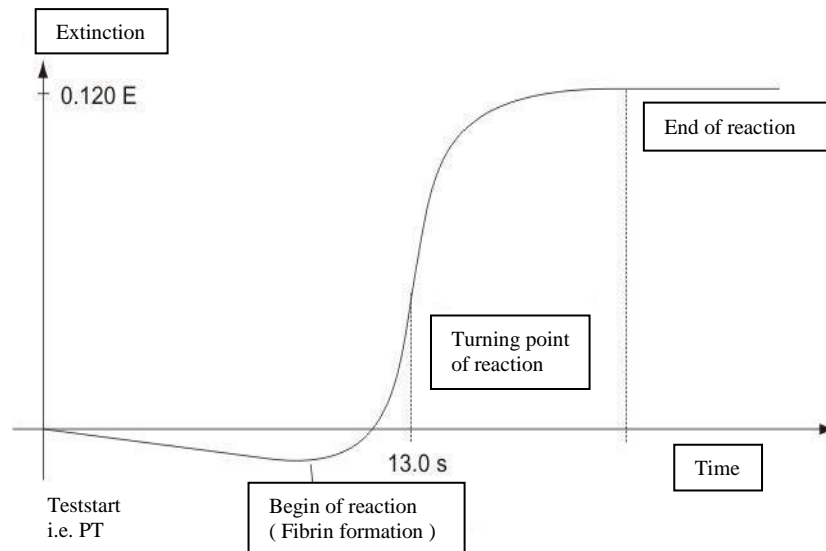 Extinction
0.120 E
End of reaction
Turning point
of reaction
13.0 s
Time
Teststart
i.e. PT
Begin of reaction
( Fibrin formation )